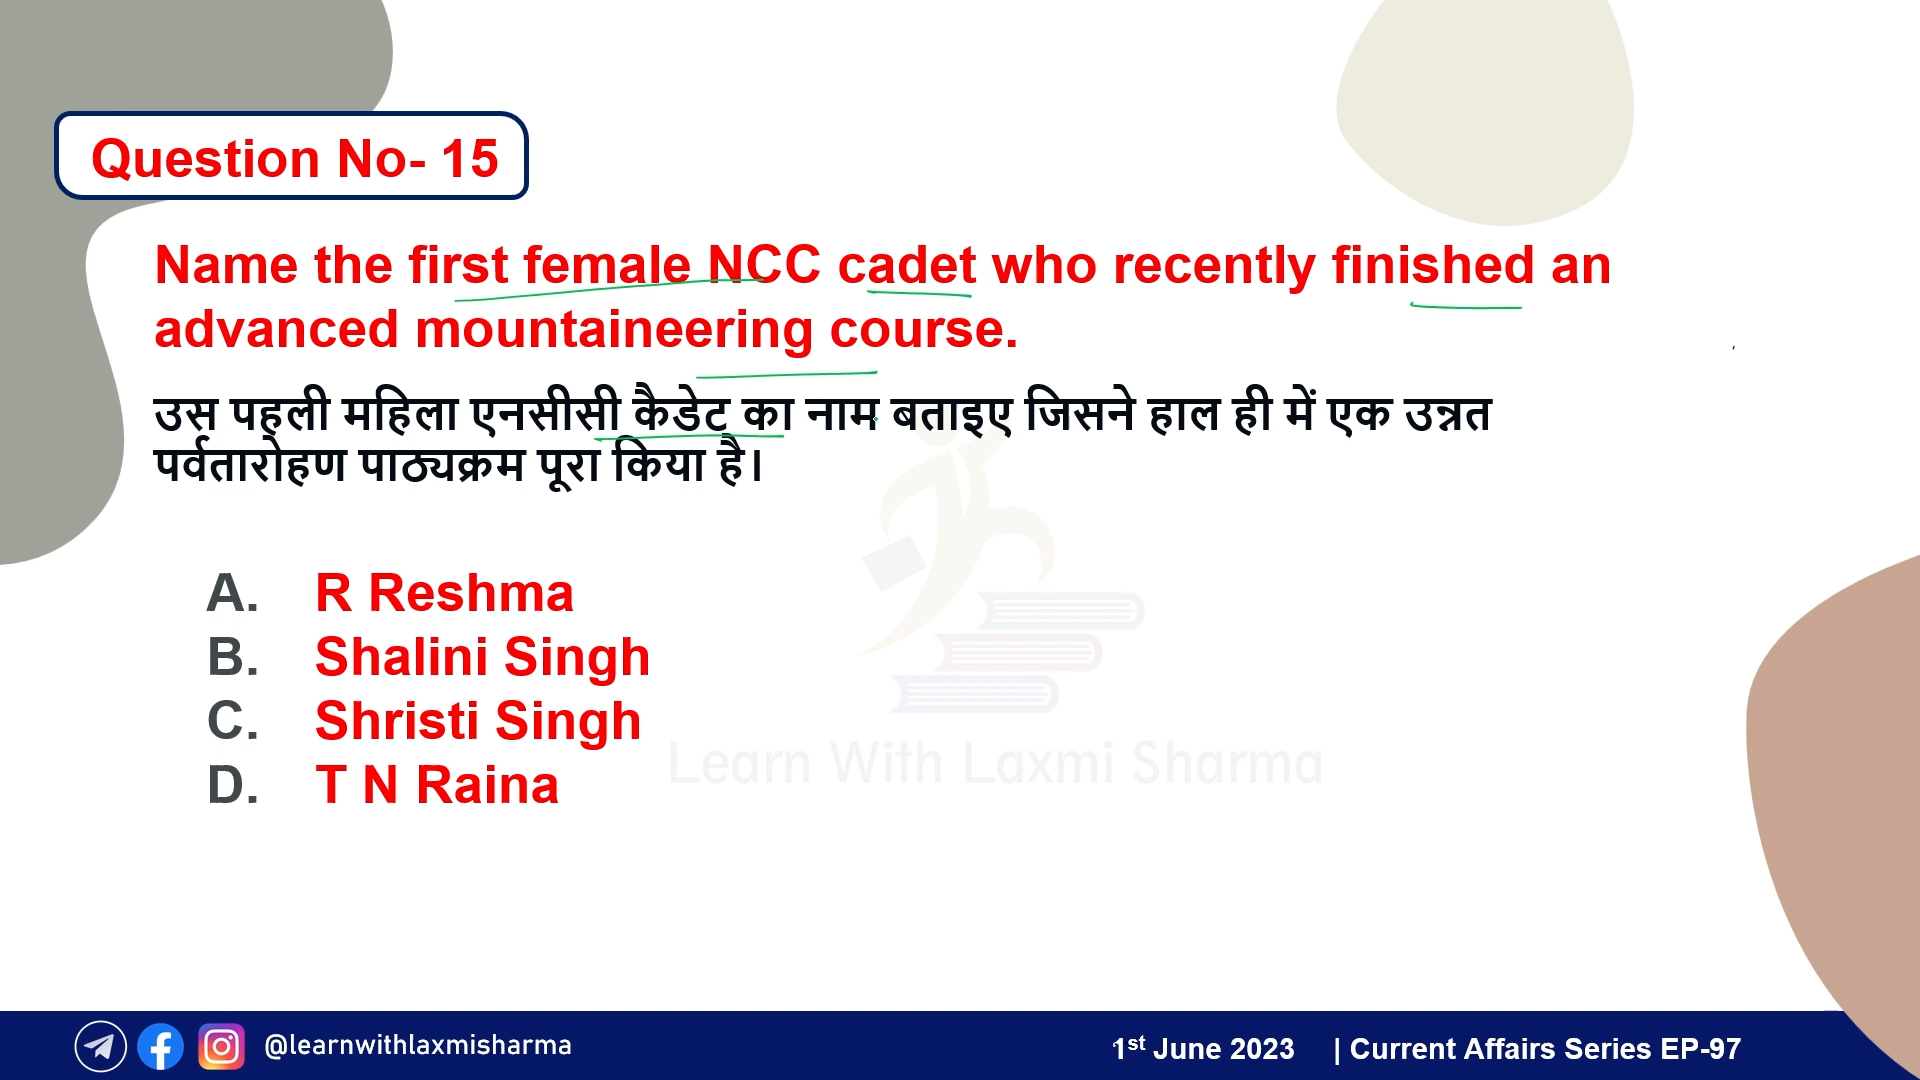 Question No- 15
Name the first female NCC cadet who recently finished an
advanced mountaineering course.
उस पहली महिला एनसीसी कैडेट का नाम बताइए जिसने हाल ही में एक उन्नत
पर्वतारोहण पाठ्यक्रम पूरा किया है।
A. R Reshma
B. Shalini Singh
C. Shristi Singh
D. T N Raina
Learn With Laxmi Sharma
@learnwithlaxmisharma
1st June 2023 | Current Affairs Series EP-97